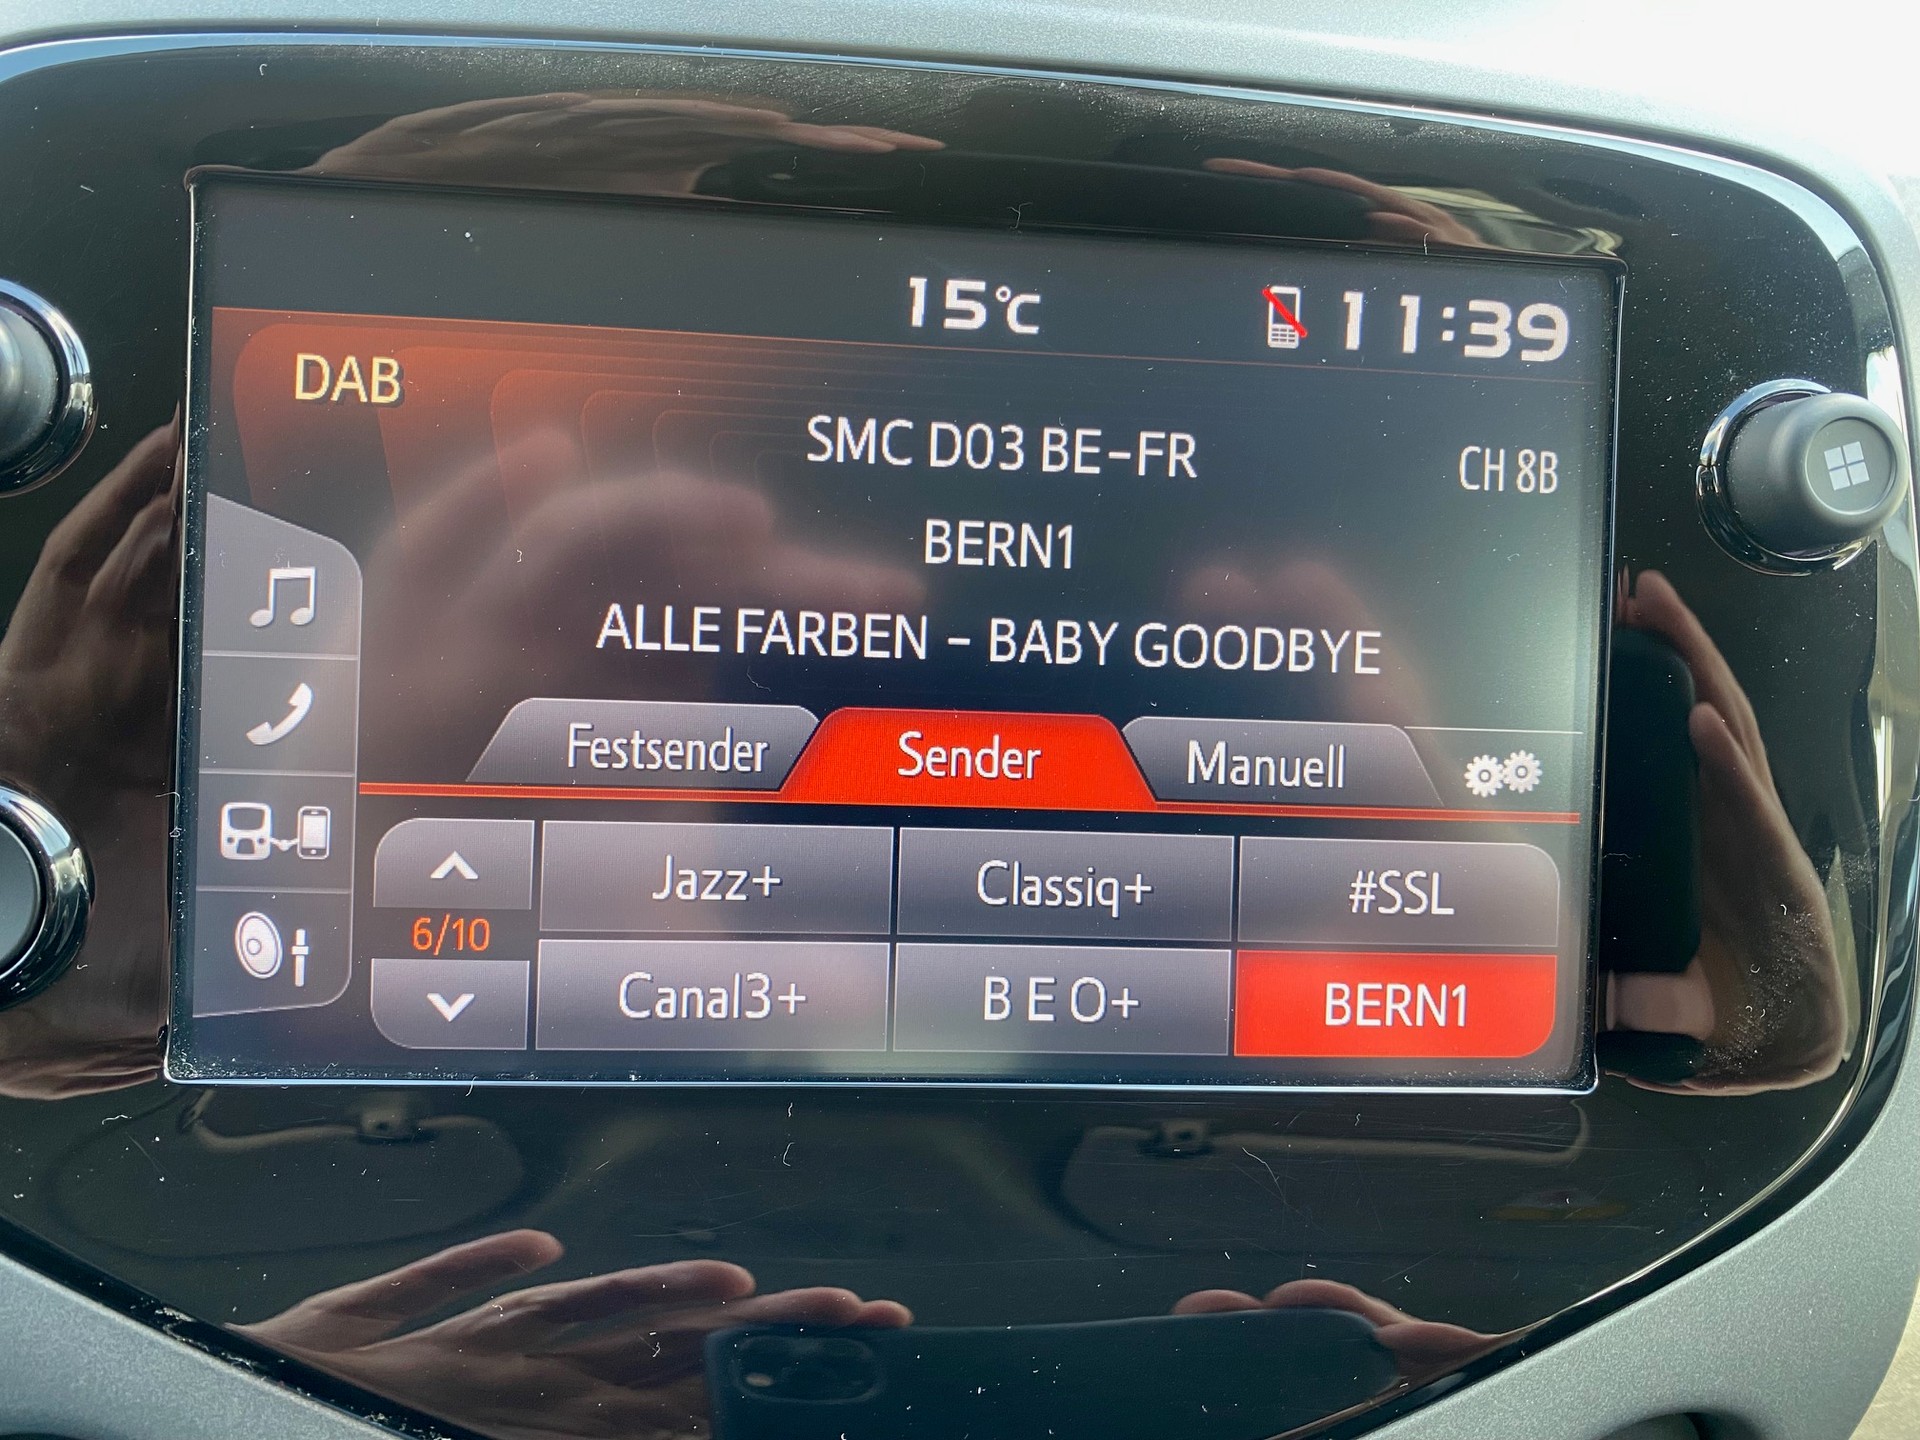 15°C 11:39
DAB
SMC D03 BE-FR CH 8B
BERN1
ALLE FARBEN - BABY GOODBYE
Festsender Sender Manuell
Jazz+ Classiq+ #SSL
6/10
Canal3+ B E O+ BERN1